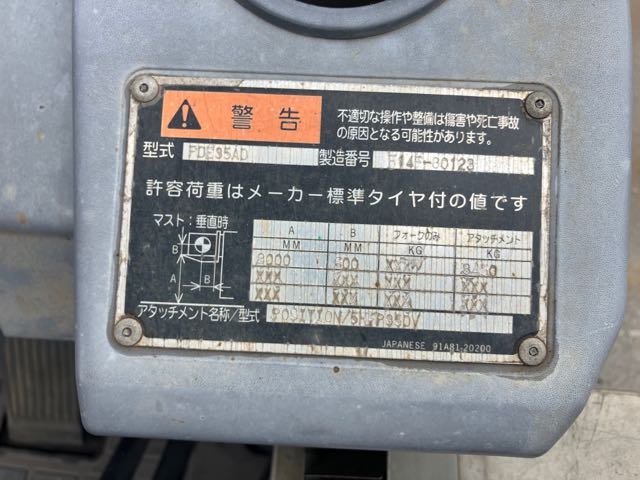 警告
不適切な操作や整備は傷害や死亡事故
の原因となる可能性があります。
型式 FDE35AD 製造番号 F14E-30123
許容荷重はメーカー標準タイヤ付の値です
マスト：垂直時
A B フォークのみ アタッチメント
MM MM KG KG
3000 500
XXX XXX XXX XXX
XXX XXX XXX XXX
B
A B
アタッチメント名称/型式
JAPANESE 91A81-20200